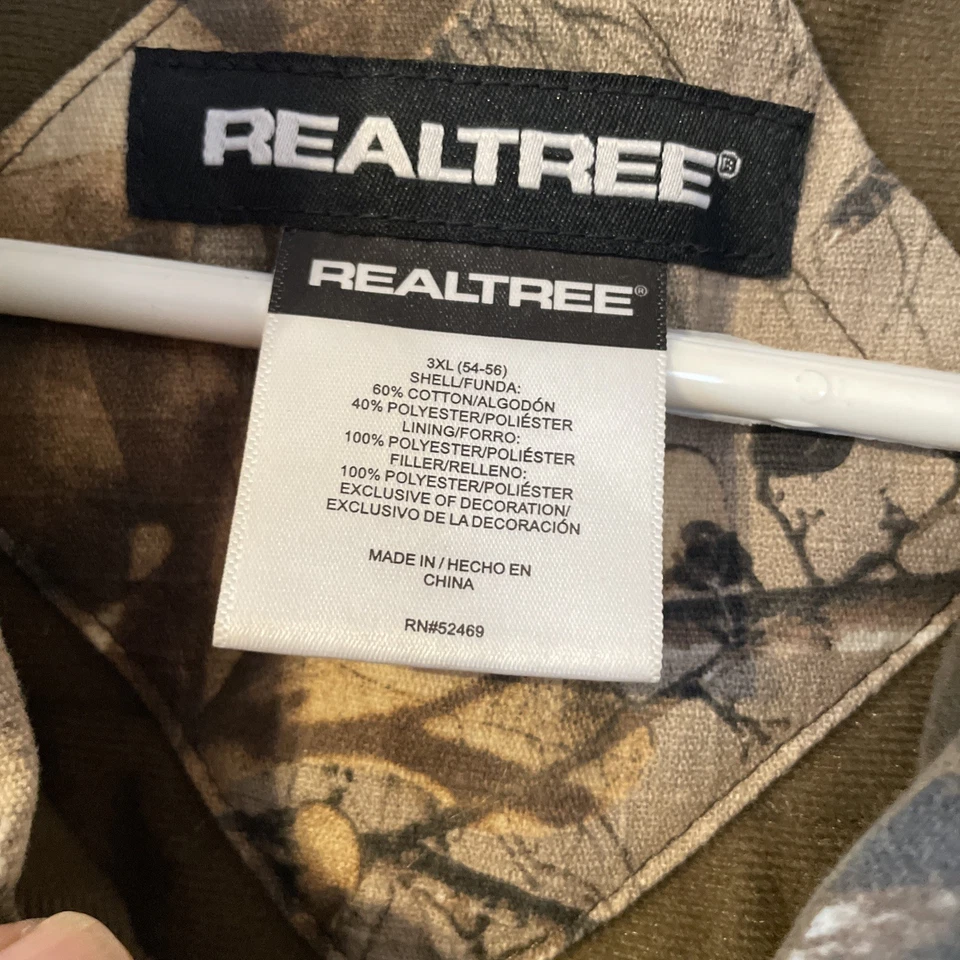 REALTREE®
REALTREE®
3XL (54-56)
SHELL/FUNDA:
60% COTTON/ALGODÓN
40% POLYESTER/POLIÉSTER
LINING/FORRO:
100% POLYESTER/POLIÉSTER
FILLER/RELLENO:
100% POLYESTER/POLIÉSTER
EXCLUSIVE OF DECORATION/
EXCLUSIVO DE LA DECORACIÓN
MADE IN / HECHO EN
CHINA
RN#52469